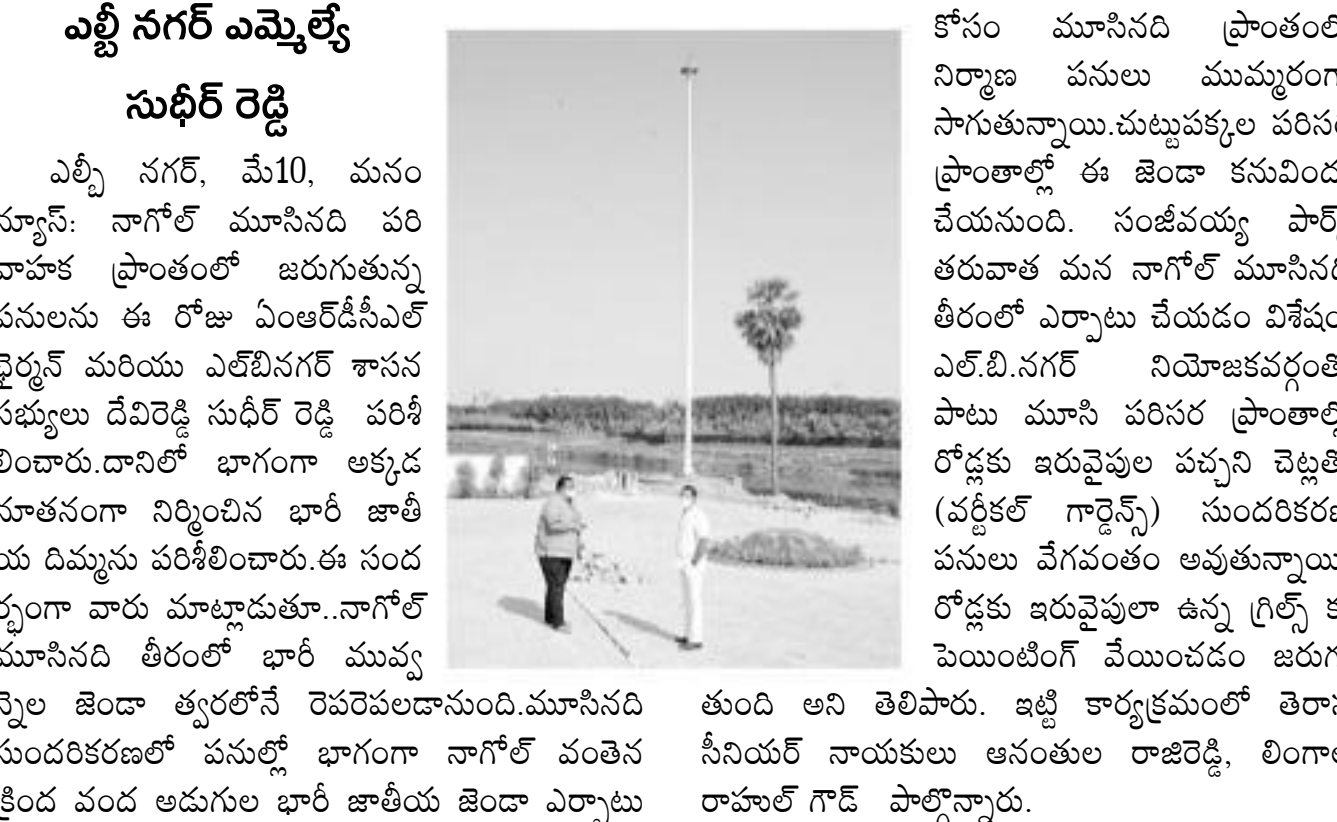 ఎల్బీ నగర్ ఎమ్మెల్యే
సుధీర్ రెడ్డి
ఎల్బీ నగర్, మే10, మనం
న్యూస్: నాగోల్ మూసినది పరి
వాహక ప్రాంతంలో జరుగుతున్న
పనులను ఈ రోజు ఏంఆర్‌డీసీఎల్
ఛైర్మన్ మరియు ఎల్‌బినగర్ శాసన
సభ్యులు దేవిరెడ్డి సుధీర్ రెడ్డి పరిశీ
లించారు.దానిలో భాగంగా అక్కడ
నూతనంగా నిర్మించిన భారీ జాతీ
య దిమ్మను పరిశీలించారు.ఈ సంద
ర్భంగా వారు మాట్లాడుతూ..నాగోల్
మూసినది తీరంలో భారీ మువ్వ
న్నెల జెండా త్వరలోనే రెపరెపలడానుంది.మూసినది
సుందరికరణలో పనుల్లో భాగంగా నాగోల్ వంతెన
క్రింద వంద అడుగుల భారీ జాతీయ జెండా ఎర్పాటు
కోసం మూసినది ప్రాంతంలో
నిర్మాణ పనులు ముమ్మరంగా
సాగుతున్నాయి.చుట్టుపక్కల పరిసర
ప్రాంతాల్లో ఈ జెండా కనువిందు
చేయనుంది. సంజీవయ్య పార్క్
తరువాత మన నాగోల్ మూసినది
తీరంలో ఎర్పాటు చేయడం విశేషం
ఎల్.బి.నగర్ నియోజకవర్గంతో
పాటు మూసి పరిసర ప్రాంతాల్లో
రోడ్లకు ఇరువైపుల పచ్చని చెట్లతో
(వర్టీకల్ గార్డెన్స్) సుందరికరణ
పనులు వేగవంతం అవుతున్నాయి
రోడ్లకు ఇరువైపులా ఉన్న గ్రిల్స్ కు
పెయింటింగ్ వేయించడం జరుగు
తుంది అని తెలిపారు. ఇట్టి కార్యక్రమంలో తెరాస
సీనియర్ నాయకులు ఆనంతుల రాజిరెడ్డి, లింగాల
రాహుల్ గౌడ్ పాల్గొన్నారు.